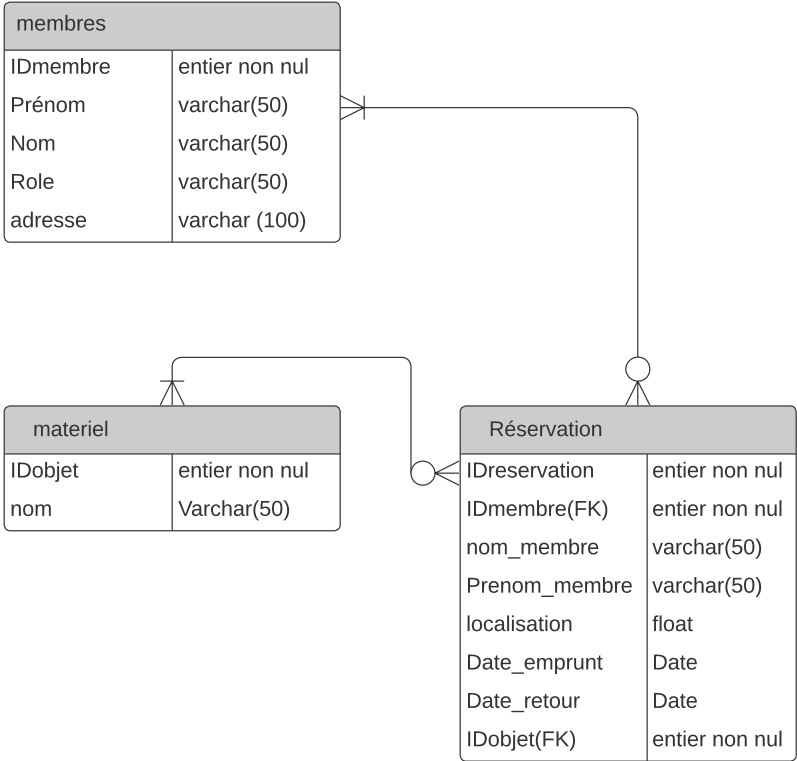 membres
IDmembre entier non nul
Prénom varchar(50)
Nom varchar(50)
Role varchar(50)
adresse varchar (100)
materiel
IDobjet entier non nul
nom Varchar(50)
Réservation
IDreservation entier non nul
IDmembre(FK) entier non nul
nom_membre varchar(50)
Prenom_membre varchar(50)
localisation float
Date_emprunt Date
Date_retour Date
IDobjet(FK) entier non nul